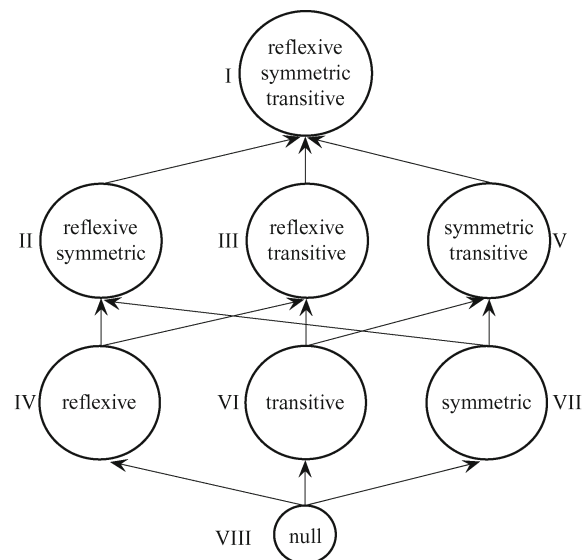 I
reflexive
symmetric
transitive
II
reflexive
symmetric
III
reflexive
transitive
symmetric
transitive
V
IV
reflexive
VI
transitive
symmetric
VII
VIII
null